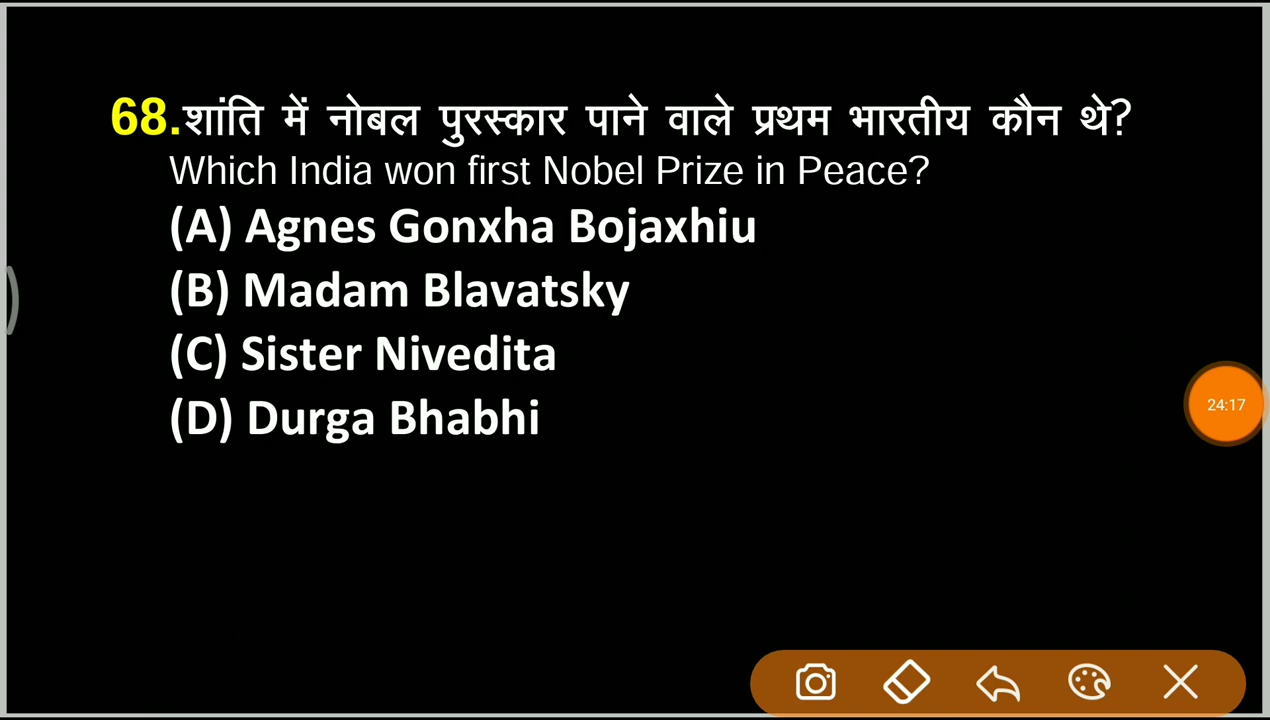 68.शांति में नोबल पुरस्कार पाने वाले प्रथम भारतीय कौन थे?
Which India won first Nobel Prize in Peace?
(A) Agnes Gonxha Bojaxhiu
(B) Madam Blavatsky
(C) Sister Nivedita
(D) Durga Bhabhi
24:17